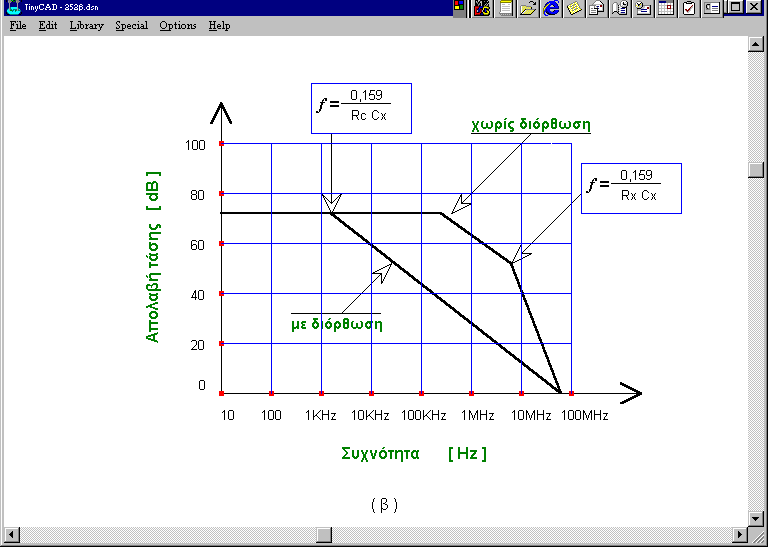 TinyCAD - 2526.dsn
File Edit Library Special Options Help
f = 0,159 / Rc Cx
χωρίς διόρθωση
f = 0,159 / Rx Cx
Απολαβή τάσης [ dB ]
100
80
60
40
20
0
με διόρθωση
10 100 1KHz 10KHz 100KHz 1MHz 10MHz 100MHz
Συχνότητα [ Hz ]
( β )